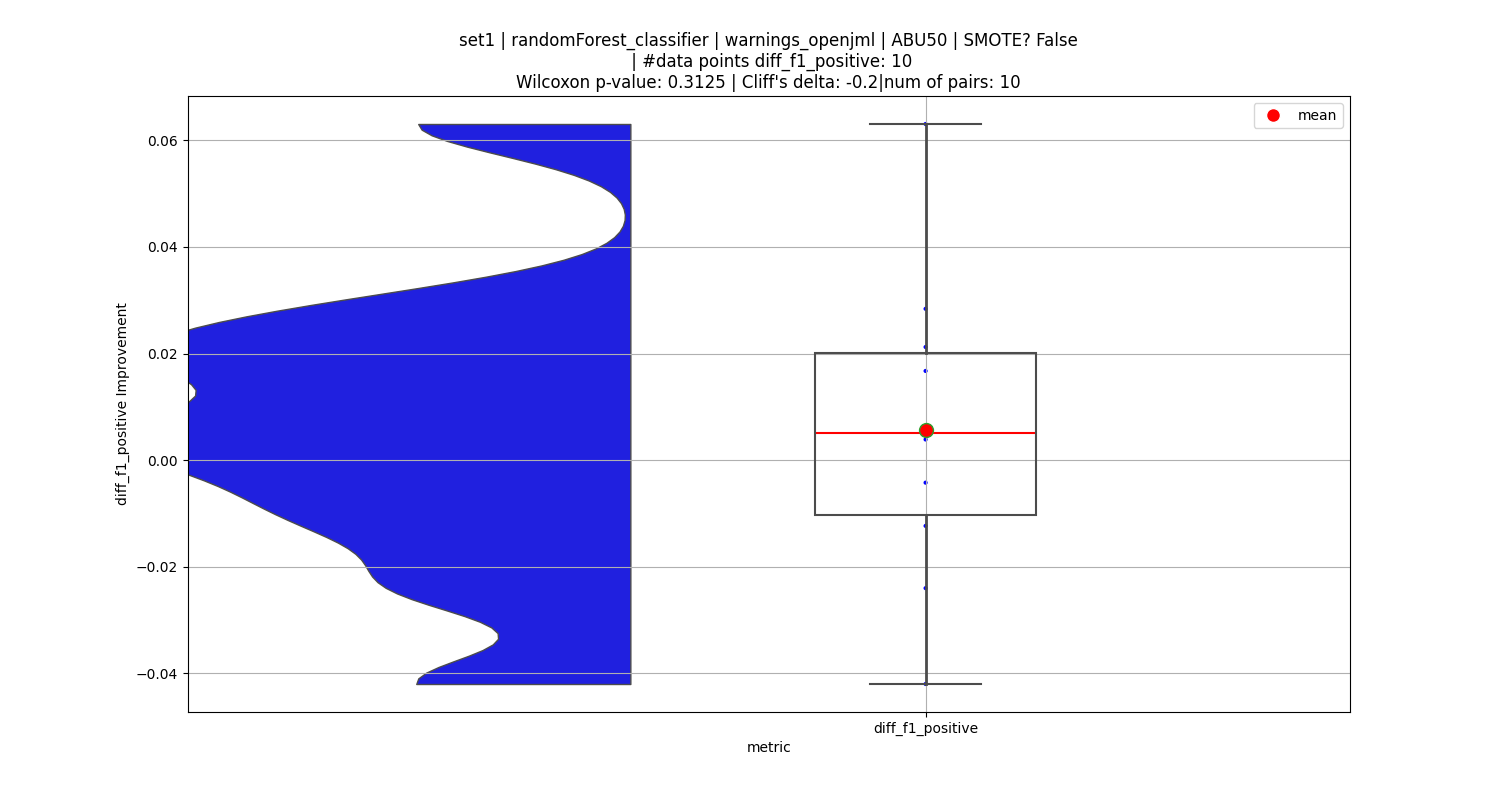 set1 | randomForest_classifier | warnings_openjml | ABU50 | SMOTE? False
| #data points diff_f1_positive: 10
Wilcoxon p-value: 0.3125 | Cliff's delta: -0.2|num of pairs: 10
mean
0.06
0.04
0.02
0.00
−0.02
−0.04
diff_f1_positive Improvement
diff_f1_positive
metric